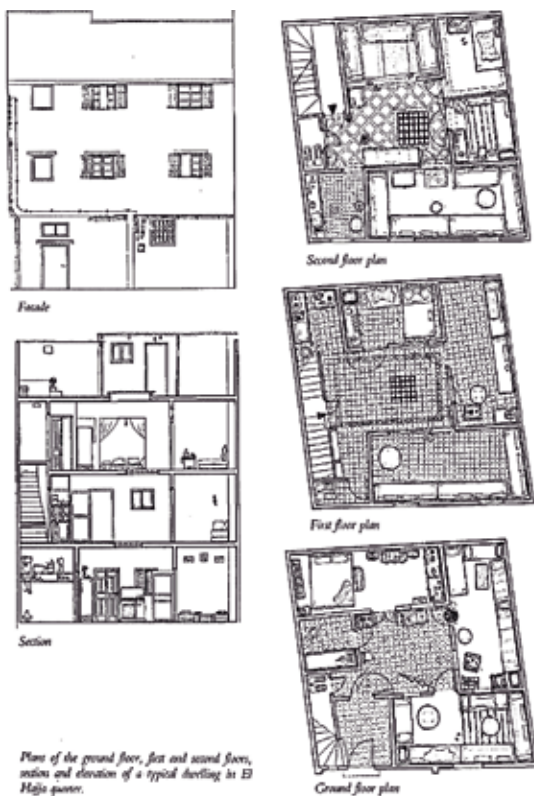 Facade
Second floor plan
First floor plan
Section
Plans of the ground floor, first and second floors,
section and elevation of a typical dwelling in El
Hajja quarter.
Ground floor plan